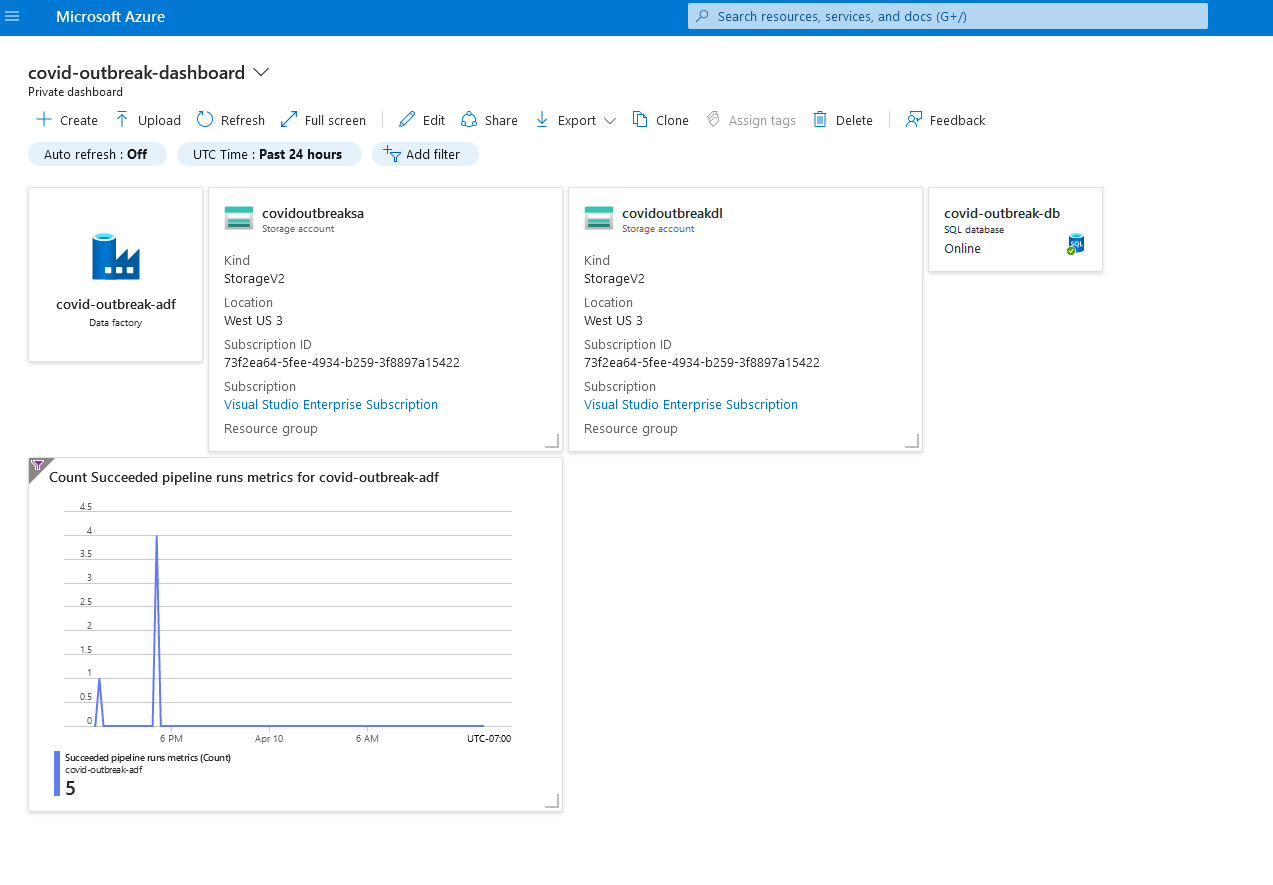 Microsoft Azure
Search resources, services, and docs (G+/)
covid-outbreak-dashboard
Private dashboard
Create Upload Refresh Full screen Edit Share Export Clone Assign tags Delete Feedback
Auto refresh : Off UTC Time : Past 24 hours Add filter
covid-outbreak-adf
Data factory
covidoutbreaksa
Storage account
Kind
StorageV2
Location
West US 3
Subscription ID
73f2ea64-5fee-4934-b259-3f8897a15422
Subscription
Visual Studio Enterprise Subscription
Resource group
covidoutbreakdl
Storage account
Kind
StorageV2
Location
West US 3
Subscription ID
73f2ea64-5fee-4934-b259-3f8897a15422
Subscription
Visual Studio Enterprise Subscription
Resource group
covid-outbreak-db
SQL database
Online
SQL
Count Succeeded pipeline runs metrics for covid-outbreak-adf
4.5
4
3.5
3
2.5
2
1.5
1
0.5
0
6 PM Apr 10 6 AM UTC-07:00
Succeeded pipeline runs metrics (Count)
covid-outbreak-adf
5